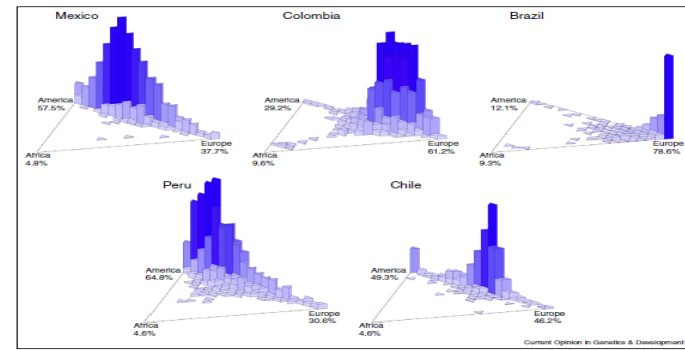 Mexico
Colombia
Brazil
America
57.5%
Africa
4.8%
Europe
37.7%
America
29.2%
Africa
9.6%
Europe
61.2%
America
12.1%
Africa
9.3%
Europe
78.6%
Peru
Chile
America
64.8%
Africa
4.6%
Europe
30.6%
America
49.3%
Africa
4.6%
Europe
46.2%
Current Opinion in Genetics & Development